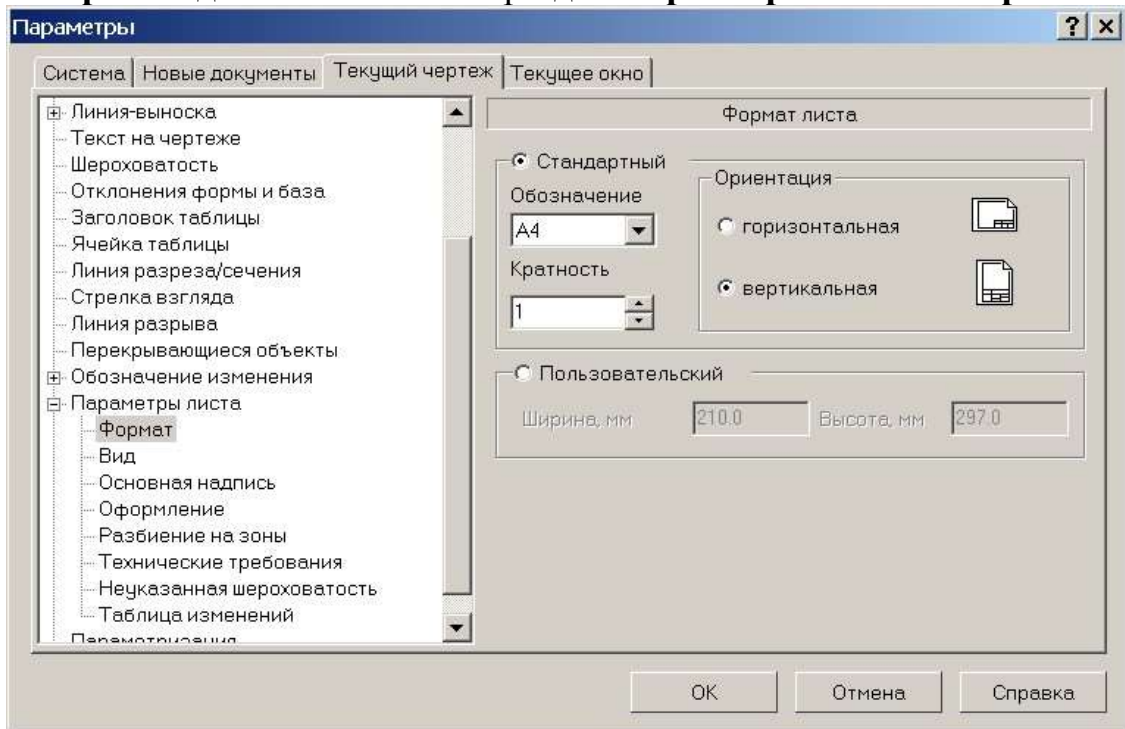 Параметры
Система Новые документы Текущий чертеж Текущее окно
Линия-выноска
Текст на чертеже
Шероховатость
Отклонения формы и база
Заголовок таблицы
Ячейка таблицы
Линия разреза/сечения
Стрелка взгляда
Линия разрыва
Перекрывающиеся объекты
Обозначение изменения
Параметры листа
Формат
Вид
Основная надпись
Оформление
Разбиение на зоны
Технические требования
Неуказанная шероховатость
Таблица изменений
Параметризация
Формат листа
Стандартный
Обозначение
A4
Кратность
1
Ориентация
горизонтальная
вертикальная
Пользовательский
Ширина, мм 210.0 Высота, мм 297.0
OK Отмена Справка